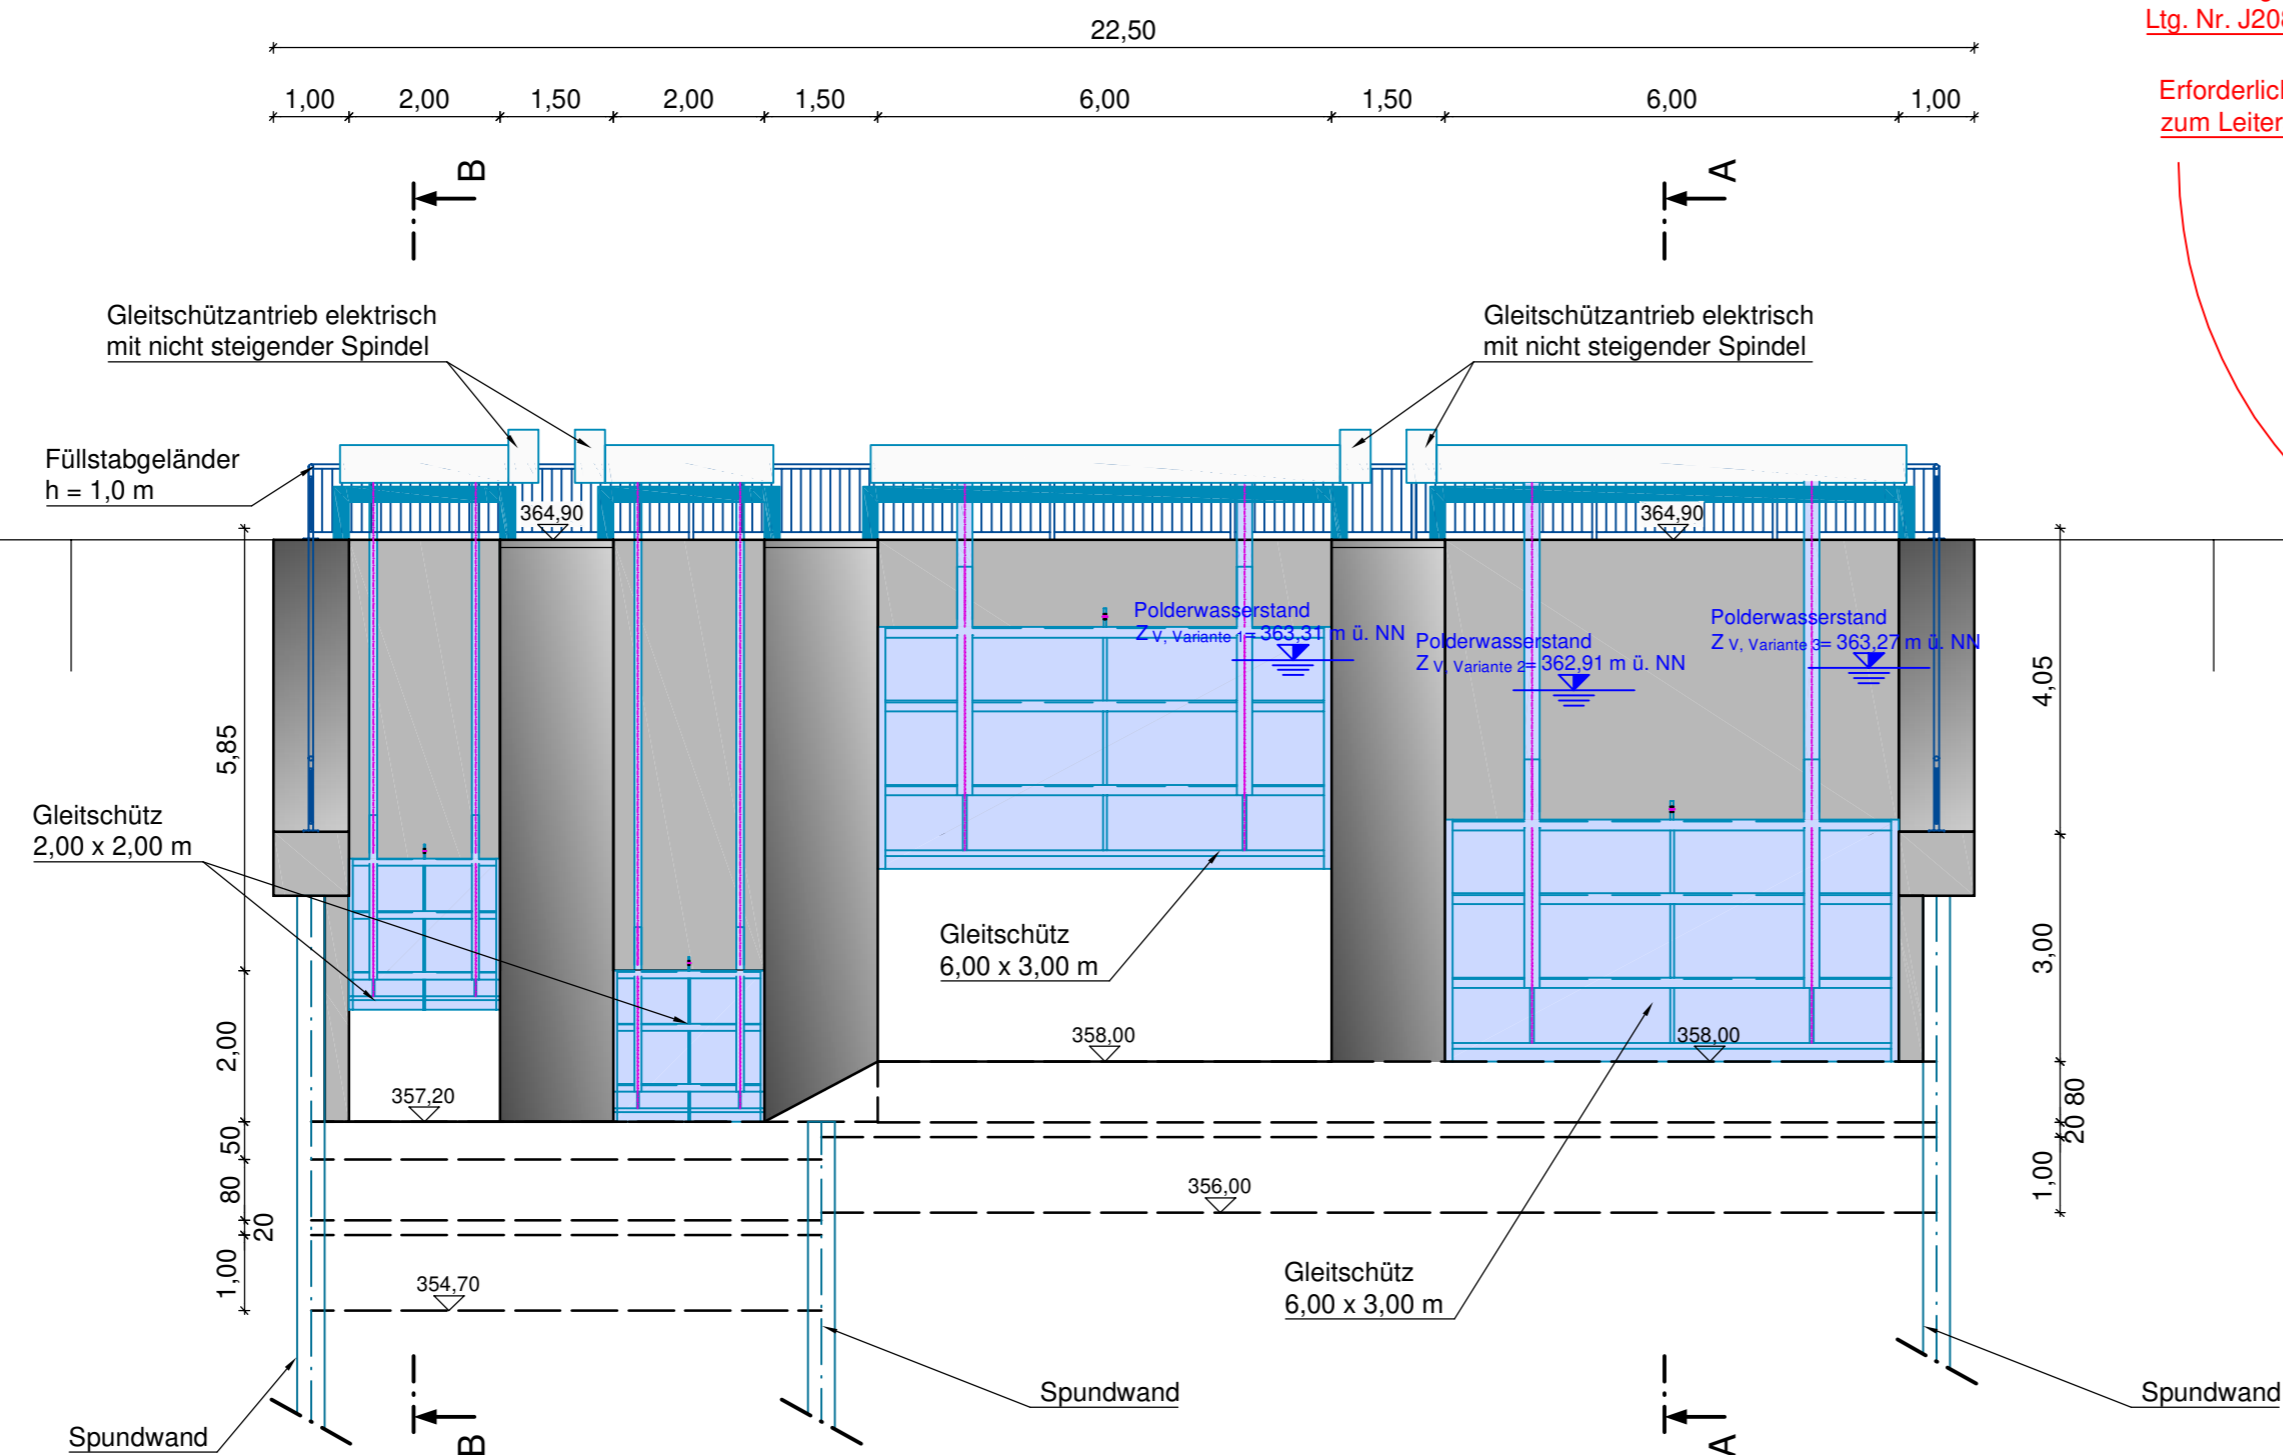 22,50
Ltg. Nr.
1,00 2,00 1,50 2,00 1,50 6,00 1,50 6,00 1,00
zum
B
A
Gleitschützantrieb elektrisch
mit nicht steigender Spindel
Gleitschützantrieb elektrisch
mit nicht steigender Spindel
Füllstabgeländer
h = 1,0 m
364,90
364,90
Polderwasserstand
Z V, Variante 1= 363,31 m ü. NN
Polderwasserstand
Z V, Variante 2= 362,91 m ü. NN
Polderwasserstand
Z V, Variante 3= 363,27 m ü. NN
5,85
4,05
Gleitschütz
2,00 x 2,00 m
Gleitschütz
6,00 x 3,00 m
3,00
2,00
358,00
358,00
357,20
50
80
20
1,00
80
20
1,00
356,00
354,70
Gleitschütz
6,00 x 3,00 m
Spundwand
Spundwand
Spundwand
B
A